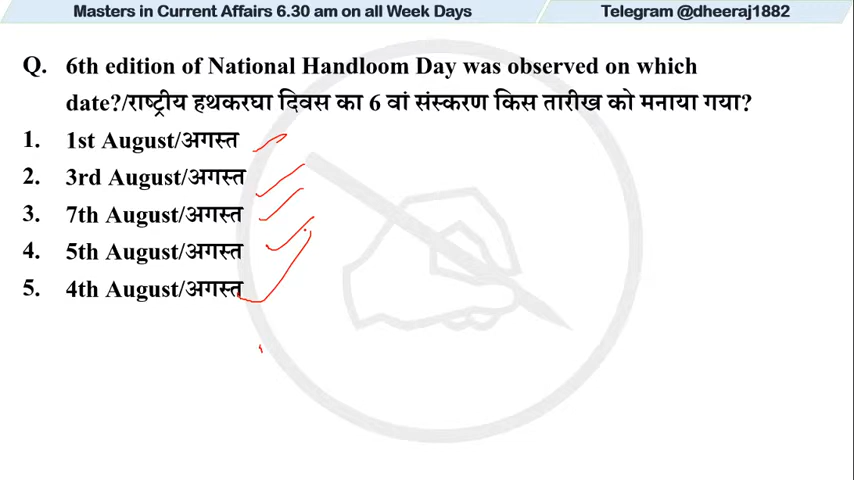 Masters in Current Affairs 6.30 am on all Week Days
Telegram @dheeraj1882
Q. 6th edition of National Handloom Day was observed on which
date?/राष्ट्रीय हथकरघा दिवस का 6 वां संस्करण किस तारीख को मनाया गया?
1. 1st August/अगस्त
2. 3rd August/अगस्त
3. 7th August/अगस्त
4. 5th August/अगस्त
5. 4th August/अगस्त